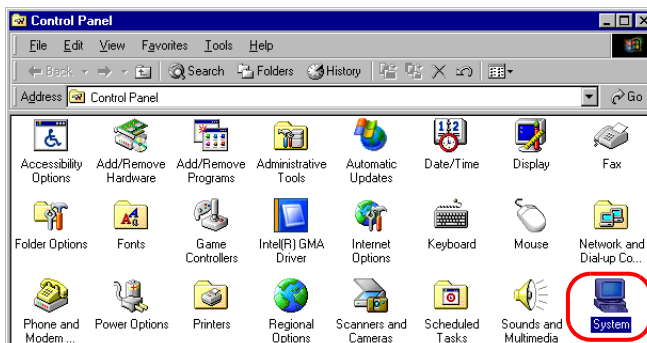 Control Panel
File Edit View Favorites Tools Help
Back Search Folders History
Address Control Panel Go
Accessibility Options
Add/Remove Hardware
Add/Remove Programs
Administrative Tools
Automatic Updates
Date/Time
Display
Fax
Folder Options
Fonts
Game Controllers
Intel(R) GMA Driver
Internet Options
Keyboard
Mouse
Network and Dial-up Co...
Phone and Modem ...
Power Options
Printers
Regional Options
Scanners and Cameras
Scheduled Tasks
Sounds and Multimedia
System